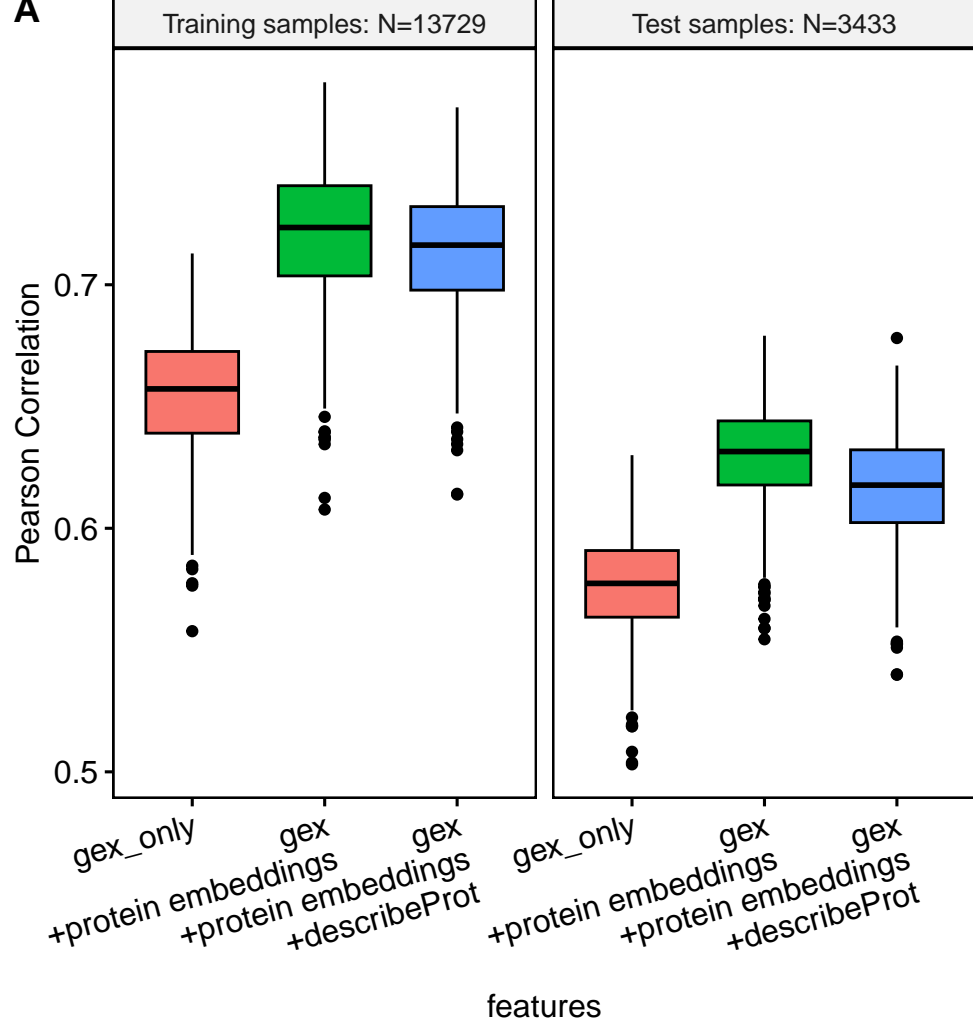 A
Training samples: N=13729
Test samples: N=3433
Pearson Correlation
0.7
0.6
0.5
gex_only
gex
+protein embeddings
gex
+protein embeddings
+describeProt
gex_only
gex
+protein embeddings
gex
+protein embeddings
+describeProt
features